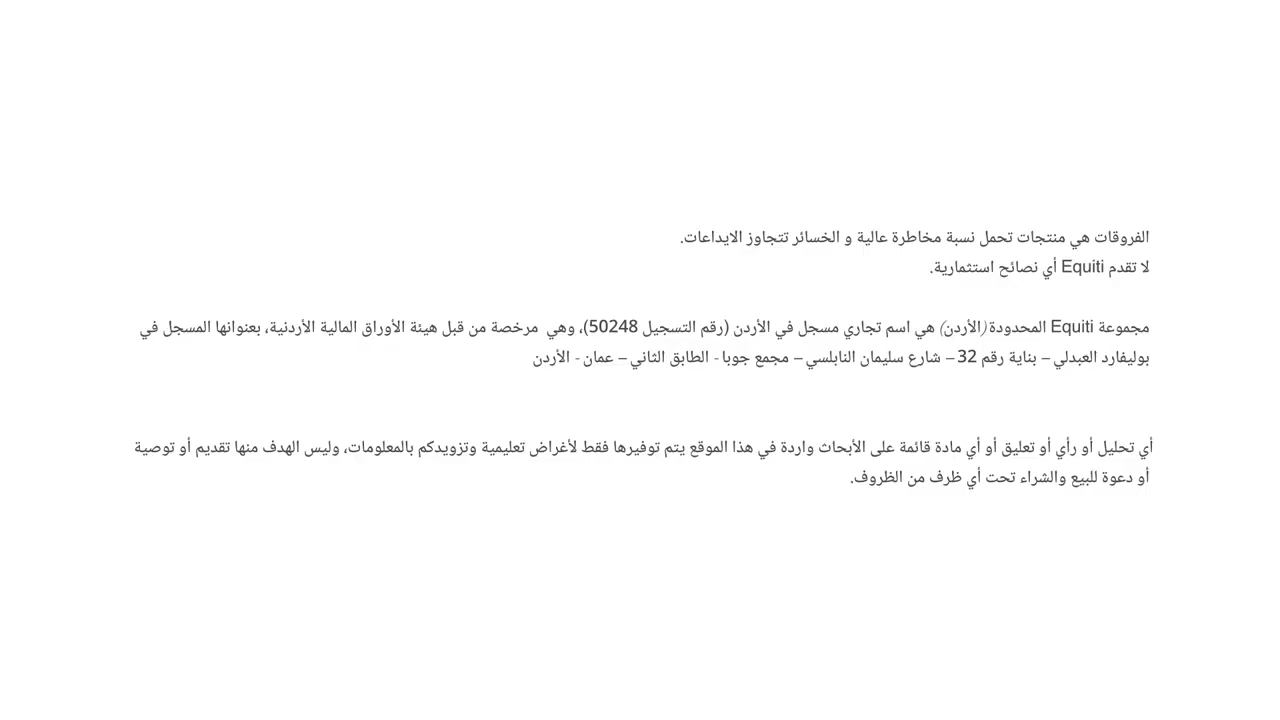 الفروقات هي منتجات تحمل نسبة مخاطرة عالية و الخسائر تتجاوز الايداعات.
لا تقدم Equiti أي نصائح استثمارية.
مجموعة Equiti المحدودة (الأردن) هي اسم تجاري مسجل في الأردن (رقم التسجيل 50248)، وهي مرخصة من قبل هيئة الأوراق المالية الأردنية، بعنوانها المسجل في
بوليفارد العبدلي – بناية رقم 32 – شارع سليمان النابلسي – مجمع جوبا - الطابق الثاني – عمان - الأردن
أي تحليل أو رأي أو تعليق أو أي مادة قائمة على الأبحاث واردة في هذا الموقع يتم توفيرها فقط لأغراض تعليمية وتزويدكم بالمعلومات، وليس الهدف منها تقديم أو توصية
أو دعوة للبيع والشراء تحت أي ظرف من الظروف.